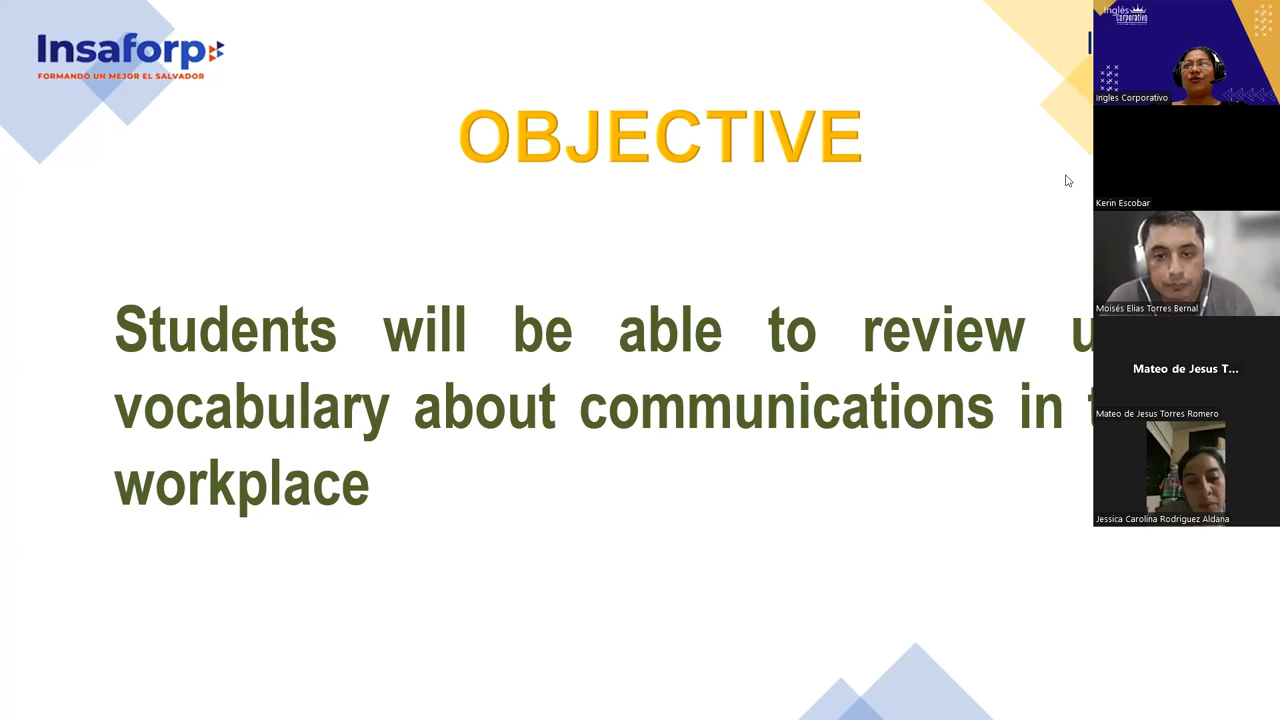 Insaforp
FORMANDO UN MEJOR EL SALVADOR
OBJECTIVE
Students will be able to review
vocabulary about communications in
workplace
Inglés
Corporativo
Ingles Corporativo
Kerin Escobar
Moisés Elias Torres Bernal
Mateo de Jesus T...
Mateo de Jesus Torres Romero
Jessica Carolina Rodriguez Aldana